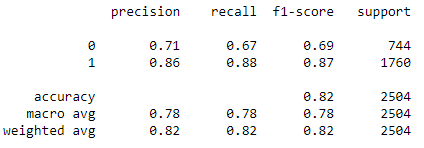 precision recall f1-score support
0 0.71 0.67 0.69 744
1 0.86 0.88 0.87 1760
accuracy 0.82 2504
macro avg 0.78 0.78 0.78 2504
weighted avg 0.82 0.82 0.82 2504